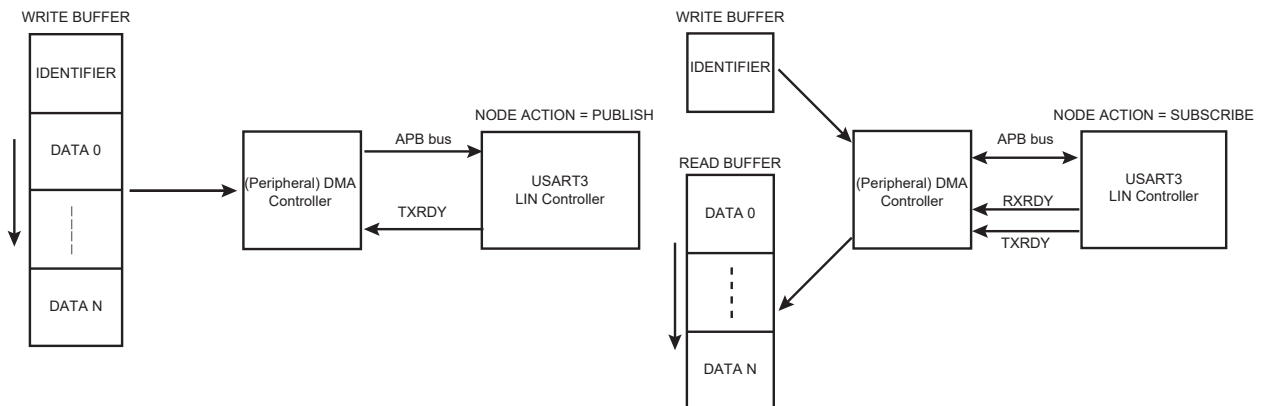 WRITE BUFFER
IDENTIFIER
DATA 0
DATA N
(Peripheral) DMA
Controller
APB bus
TXRDY
NODE ACTION = PUBLISH
USART3
LIN Controller
WRITE BUFFER
IDENTIFIER
READ BUFFER
DATA 0
DATA N
(Peripheral) DMA
Controller
APB bus
RXRDY
TXRDY
NODE ACTION = SUBSCRIBE
USART3
LIN Controller